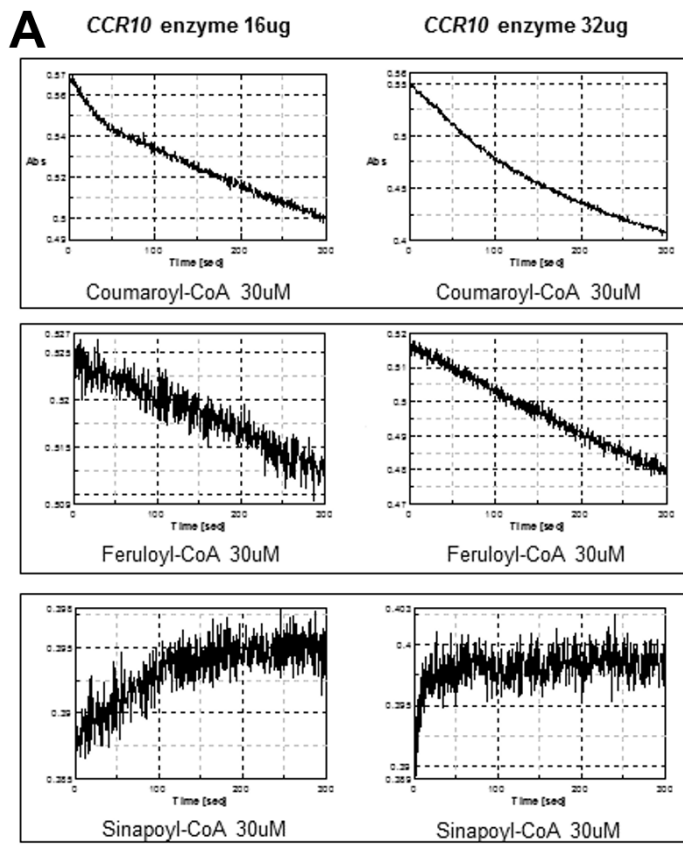 A
CCR10 enzyme 16ug
CCR10 enzyme 32ug
0.57
0.56
0.54
Abs
0.52
0.5
0.49
0 100 200 300
Time [sec]
Coumaroyl-CoA 30uM
0.56
0.55
0.5
Abs
0.45
0.4
0 100 200 300
Time [sec]
Coumaroyl-CoA 30uM
0.527
0.525
0.52
0.515
0.509
0 100 200 300
Time [sec]
Feruloyl-CoA 30uM
0.52
0.51
0.5
0.49
0.48
0.47
0 100 200 300
Time [sec]
Feruloyl-CoA 30uM
0.398
0.395
0.39
0.385
0 100 200 300
Time [sec]
Sinapoyl-CoA 30uM
0.403
0.4
0.395
0.39
0.389
0 100 200 300
Time [sec]
Sinapoyl-CoA 30uM